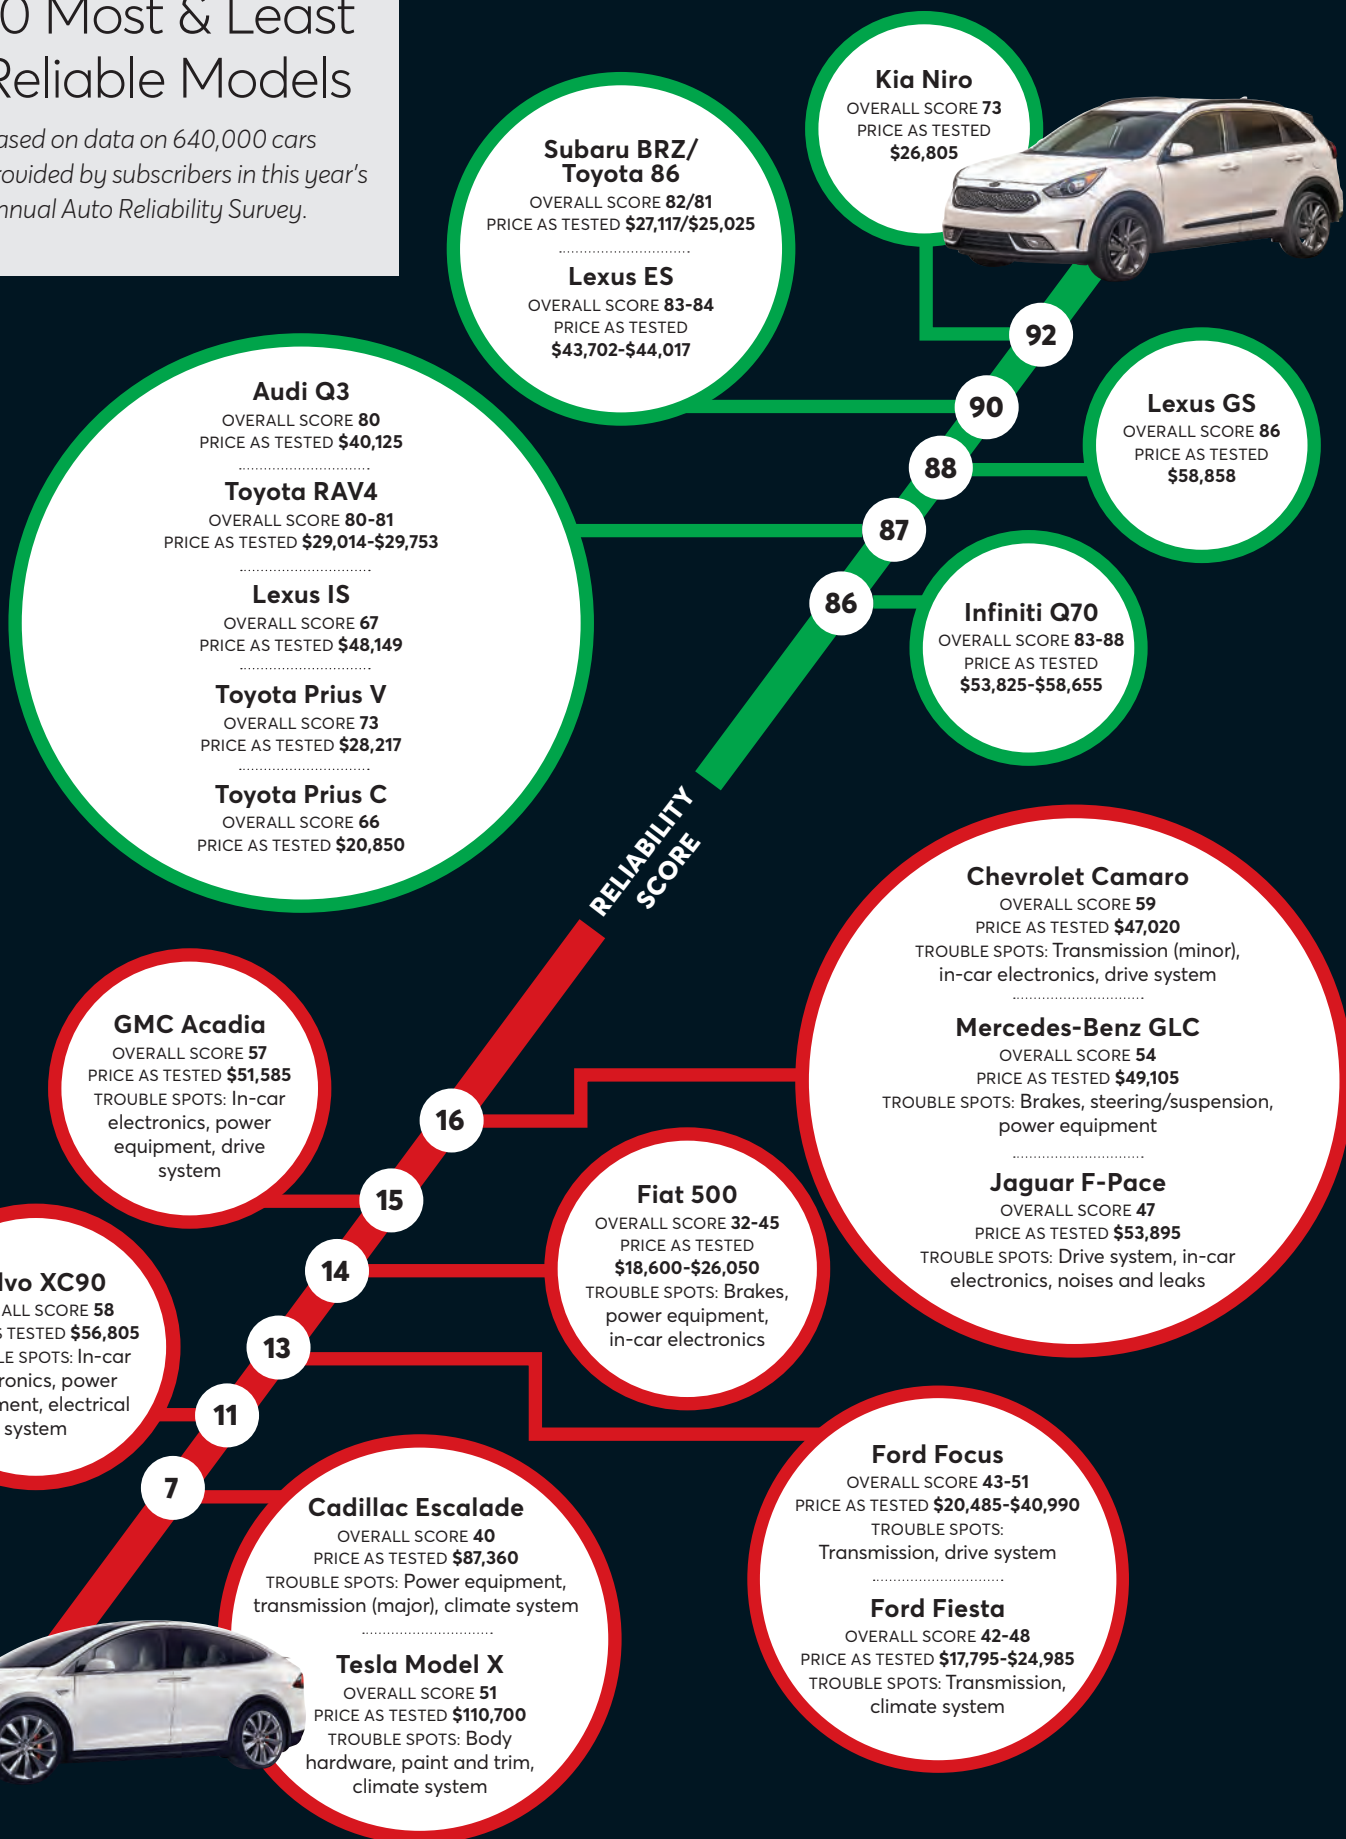 0 Most & Least
Reliable Models
ased on data on 640,000 cars
rovided by subscribers in this year's
nnual Auto Reliability Survey.
Kia Niro
OVERALL SCORE 73
PRICE AS TESTED
$26,805
Subaru BRZ/
Toyota 86
OVERALL SCORE 82/81
PRICE AS TESTED $27,117/$25,025
Lexus ES
OVERALL SCORE 83-84
PRICE AS TESTED
$43,702-$44,017
92
90
Lexus GS
OVERALL SCORE 86
PRICE AS TESTED
$58,858
88
Audi Q3
OVERALL SCORE 80
PRICE AS TESTED $40,125
Toyota RAV4
OVERALL SCORE 80-81
PRICE AS TESTED $29,014-$29,753
Lexus IS
OVERALL SCORE 67
PRICE AS TESTED $48,149
Toyota Prius V
OVERALL SCORE 73
PRICE AS TESTED $28,217
Toyota Prius C
OVERALL SCORE 66
PRICE AS TESTED $20,850
87
86
Infiniti Q70
OVERALL SCORE 83-88
PRICE AS TESTED
$53,825-$58,655
RELIABILITY
SCORE
Chevrolet Camaro
OVERALL SCORE 59
PRICE AS TESTED $47,020
TROUBLE SPOTS: Transmission (minor),
in-car electronics, drive system
Mercedes-Benz GLC
OVERALL SCORE 54
PRICE AS TESTED $49,105
TROUBLE SPOTS: Brakes, steering/suspension,
power equipment
Jaguar F-Pace
OVERALL SCORE 47
PRICE AS TESTED $53,895
TROUBLE SPOTS: Drive system, in-car
electronics, noises and leaks
GMC Acadia
OVERALL SCORE 57
PRICE AS TESTED $51,585
TROUBLE SPOTS: In-car
electronics, power
equipment, drive
system
16
15
Fiat 500
OVERALL SCORE 32-45
PRICE AS TESTED
$18,600-$26,050
TROUBLE SPOTS: Brakes,
power equipment,
in-car electronics
14
13
lvo XC90
ALL SCORE 58
S TESTED $56,805
LE SPOTS: In-car
ronics, power
ment, electrical
system
11
7
Ford Focus
OVERALL SCORE 43-51
PRICE AS TESTED $20,485-$40,990
TROUBLE SPOTS:
Transmission, drive system
Ford Fiesta
OVERALL SCORE 42-48
PRICE AS TESTED $17,795-$24,985
TROUBLE SPOTS: Transmission,
climate system
Cadillac Escalade
OVERALL SCORE 40
PRICE AS TESTED $87,360
TROUBLE SPOTS: Power equipment,
transmission (major), climate system
Tesla Model X
OVERALL SCORE 51
PRICE AS TESTED $110,700
TROUBLE SPOTS: Body
hardware, paint and trim,
climate system